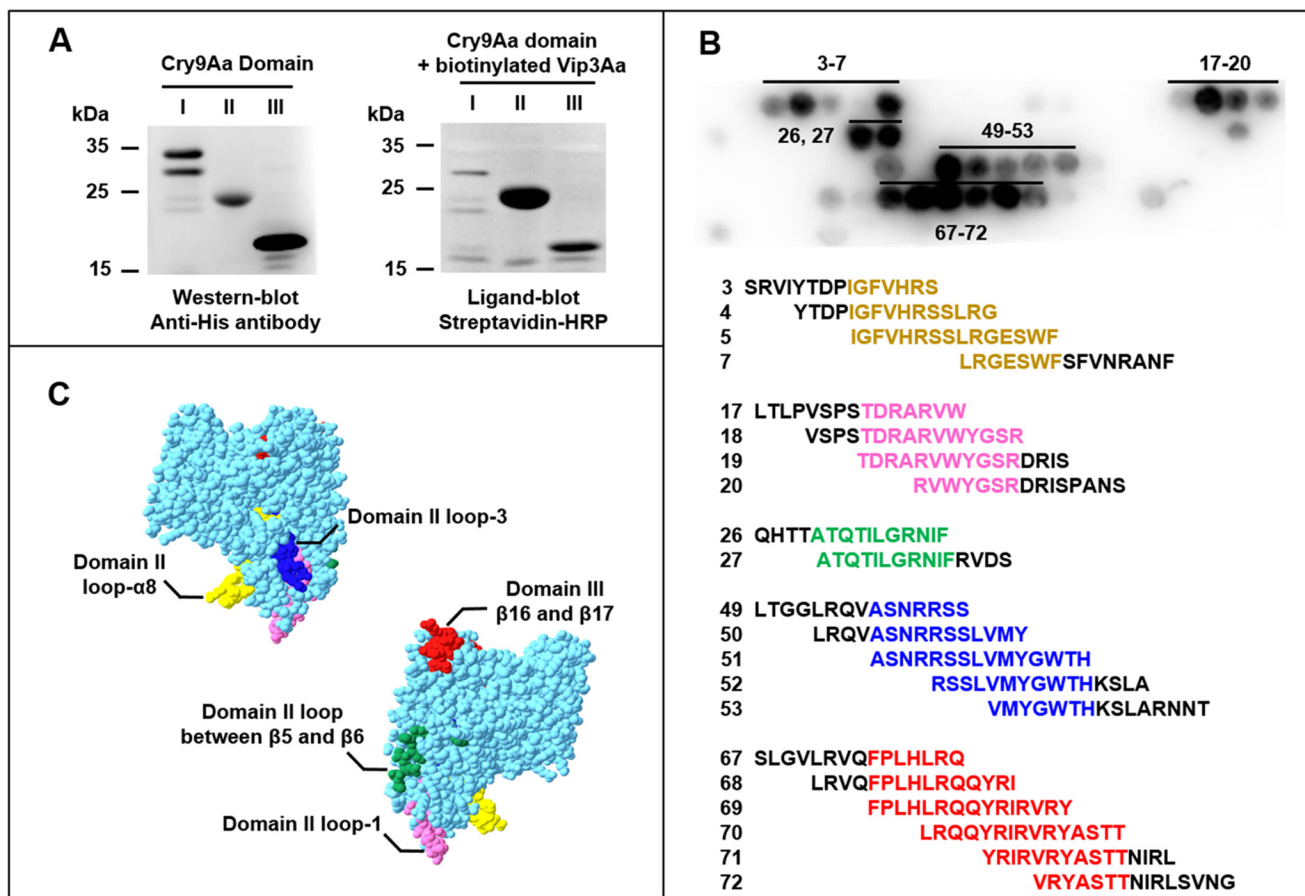 A
Cry9Aa Domain
I II III
kDa
35
25
15
Western-blot
Anti-His antibody
Cry9Aa domain
+ biotinylated Vip3Aa
I II III
kDa
35
25
15
Ligand-blot
Streptavidin-HRP
B
3-7
17-20
26, 27
49-53
67-72
3 SRVIYTDPIGFVHRS
4 YTDPIGFVHRSSLRG
5 IGFVHRSSLRGESWF
7 LRGESWFSFVNRANF
17 LTLPVSPSTDRARVW
18 VSPSTDRARVWYGSR
19 TDRARVWYGSRDRIS
20 RVWYGSRDRISPANS
26 QHTTATQTILGRNIF
27 ATQTILGRNIFRVDS
49 LTGGLRQVASNRRSS
50 LRQVASNRRSSLVMY
51 ASNRRSSLVMYGWTH
52 RSSLVMYGWTHKSLA
53 VMYGWTHKSLARNNT
67 SLGVLRVQFPLHLRQ
68 LRVQFPLHLRQQYRI
69 FPLHLRQQYRIRVRY
70 LRQQYRIRVRYASTT
71 YRIRVRYASTTNIRL
72 VRYASTTNIRLSVNG
C
Domain II loop-3
Domain II
loop-α8
Domain III
β16 and β17
Domain II loop
between β5 and β6
Domain II loop-1